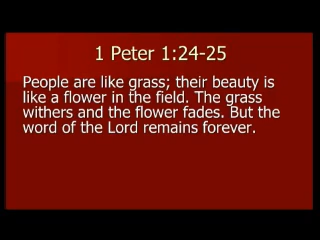 1 Peter 1:24-25
People are like grass; their beauty is
like a flower in the field. The grass
withers and the flower fades. But the
word of the Lord remains forever.